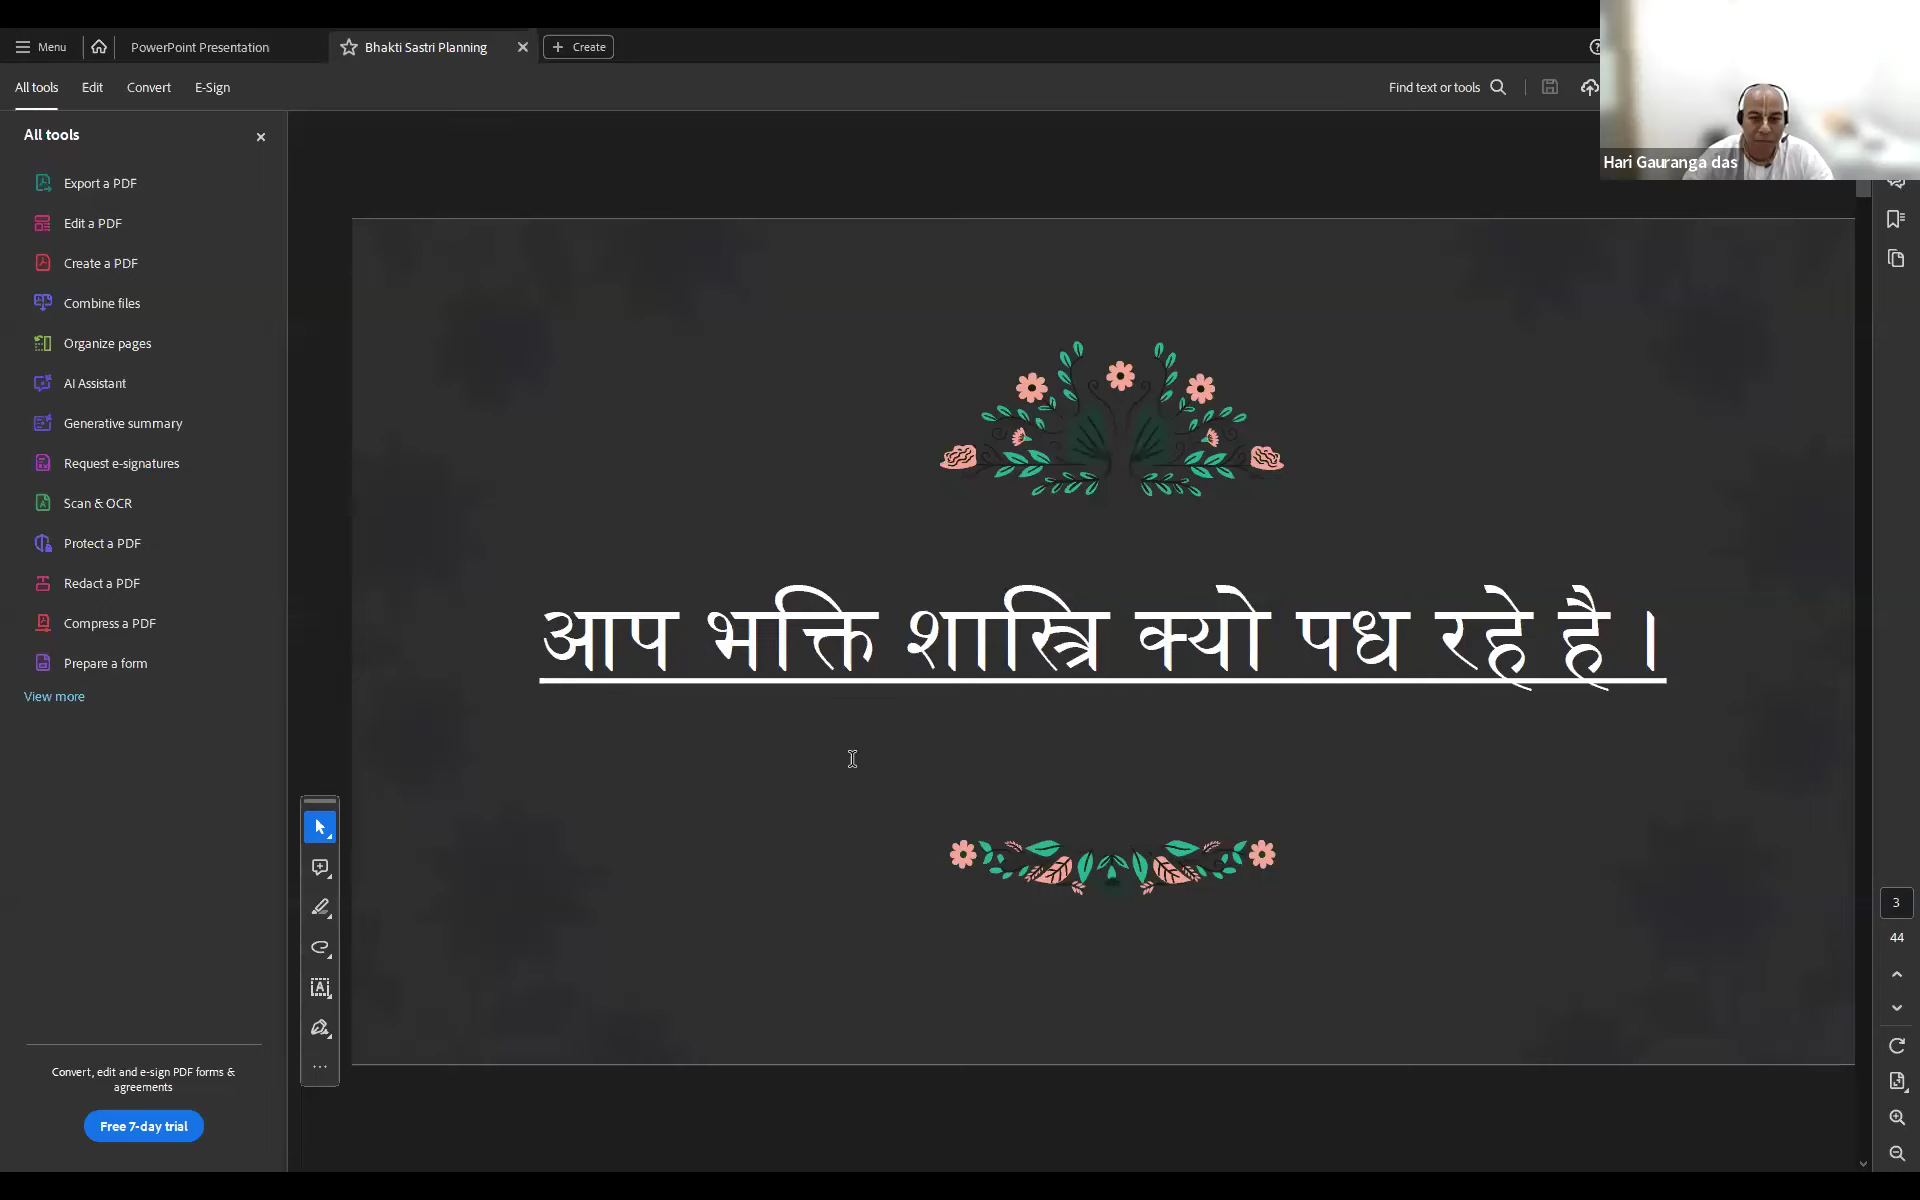 Menu
PowerPoint Presentation
Bhakti Sastri Planning
Create
All tools
Edit
Convert
E-Sign
Find text or tools
Hari Gauranga das
All tools
Export a PDF
Edit a PDF
Create a PDF
Combine files
Organize pages
AI Assistant
Generative summary
Request e-signatures
Scan & OCR
Protect a PDF
Redact a PDF
Compress a PDF
Prepare a form
View more
आप भक्ति शास्त्रि क्यो पध रहे है ।
3
44
Convert, edit and e-sign PDF forms &
agreements
Free 7-day trial